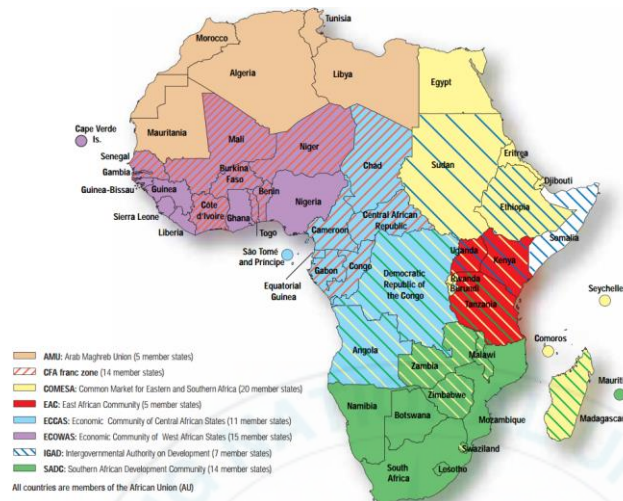 Tunisia
Morocco
Algeria
Libya
Egypt
Mauritania
Cape Verde
Is.
Mali
Niger
Chad
Sudan
Eritrea
Djibouti
Senegal
Gambia
Guinea-Bissau
Guinea
Sierra Leone
Liberia
Burkina
Faso
Côte
d'Ivoire
Ghana
Benin
Togo
Nigeria
Cameroon
Central African
Republic
Ethiopia
Somalia
São Tomé
and Príncipe
Equatorial
Guinea
Gabon
Congo
Democratic
Republic of
the Congo
Uganda
Kenya
Rwanda
Burundi
Tanzania
Seychelle
Comoros
Angola
Zambia
Malawi
Zimbabwe
Mozambique
Madagascar
Mauriti
Namibia
Botswana
Swaziland
Lesotho
South
Africa
AMU: Arab Maghreb Union (5 member states)
CFA franc zone (14 member states)
COMESA: Common Market for Eastern and Southern Africa (20 member states)
EAC: East African Community (5 member states)
ECCAS: Economic Community of Central African States (11 member states)
ECOWAS: Economic Community of West African States (15 member states)
IGAD: Intergovernmental Authority on Development (7 member states)
SADC: Southern African Development Community (14 member states)
All countries are members of the African Union (AU)